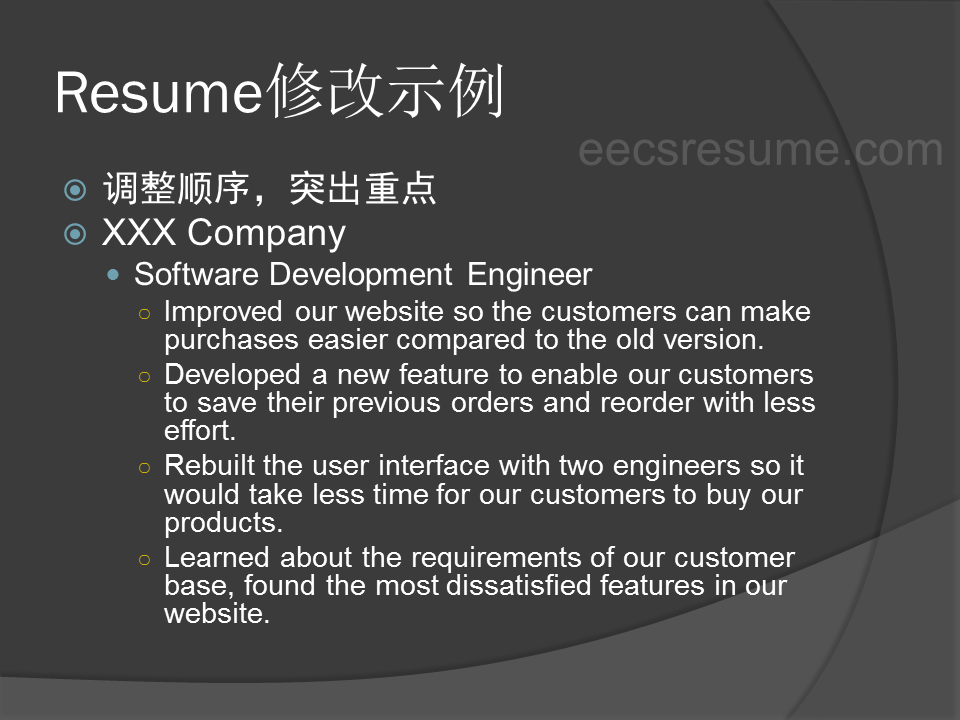 Resume修改示例
eecsresume.com
调整顺序，突出重点
XXX Company
Software Development Engineer
Improved our website so the customers can make
purchases easier compared to the old version.
Developed a new feature to enable our customers
to save their previous orders and reorder with less
effort.
Rebuilt the user interface with two engineers so it
would take less time for our customers to buy our
products.
Learned about the requirements of our customer
base, found the most dissatisfied features in our
website.